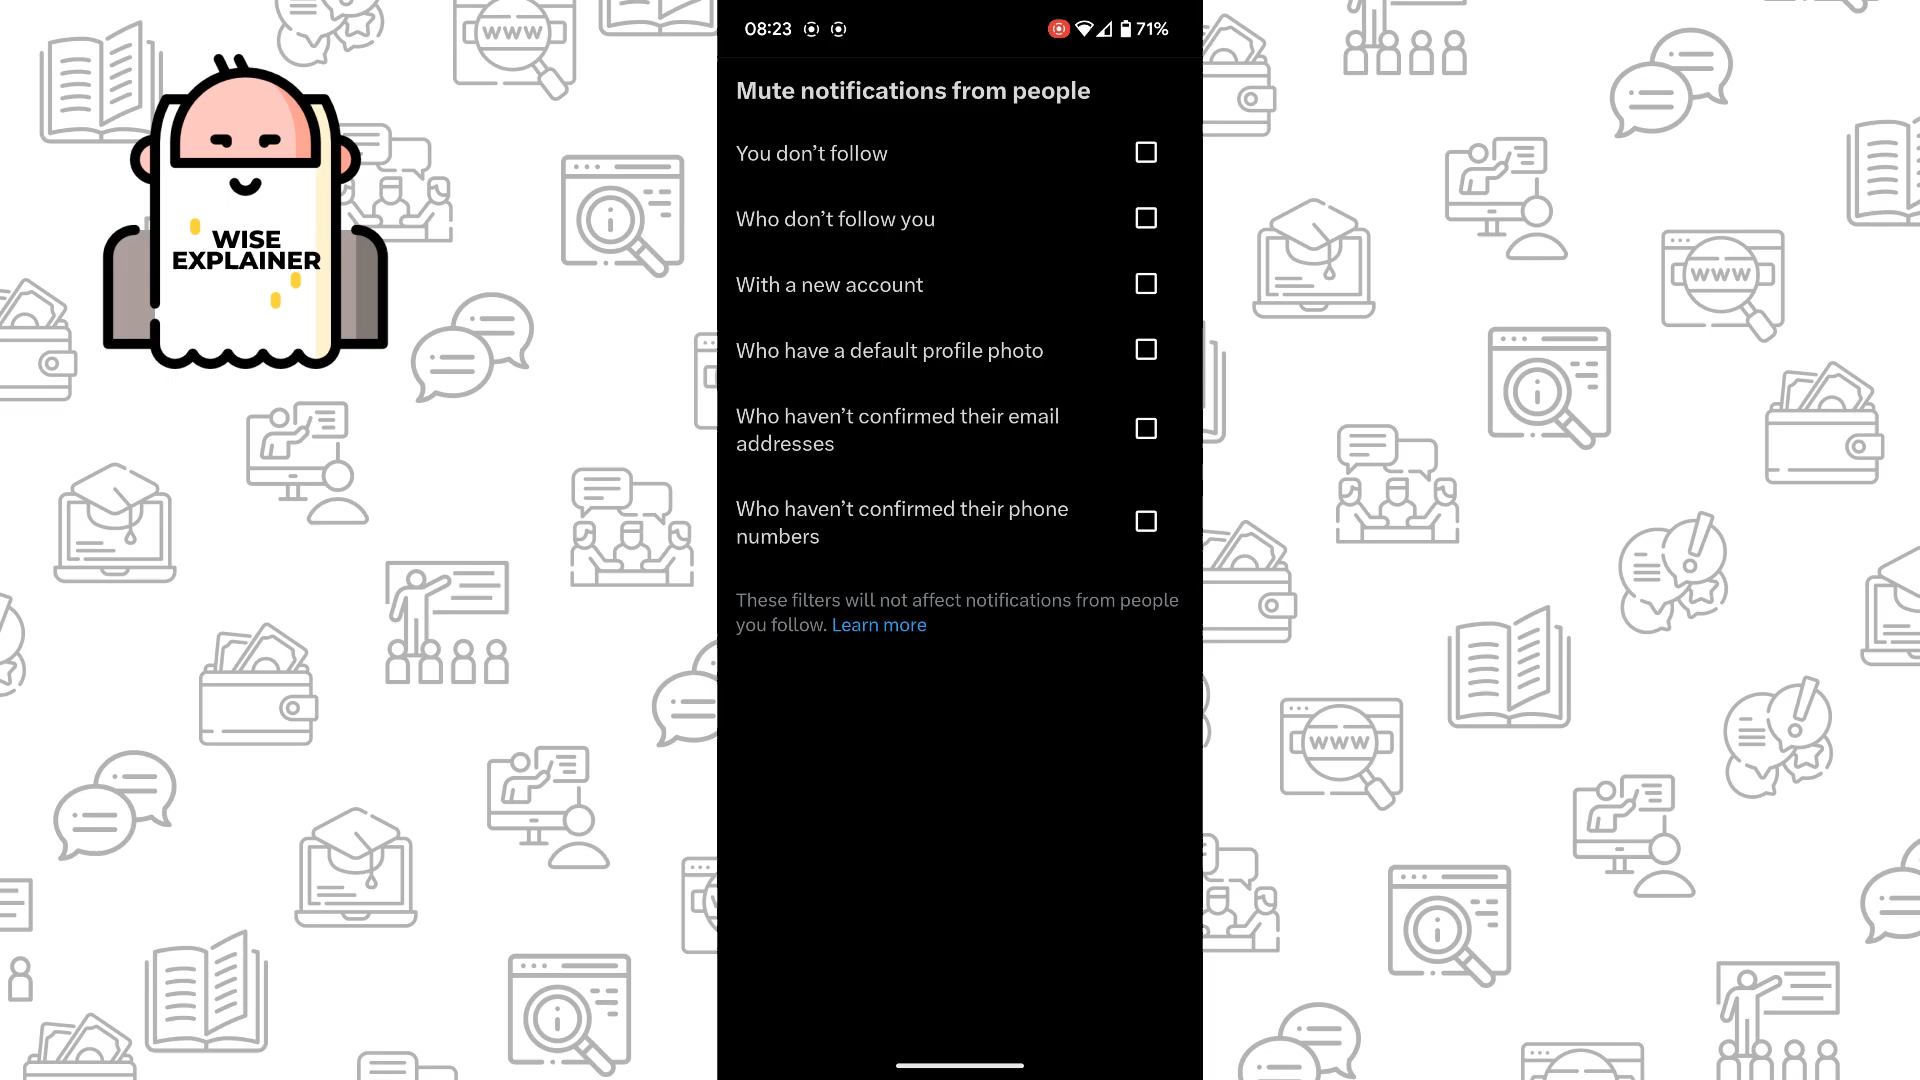 08:23
71%
Mute notifications from people
You don’t follow
Who don’t follow you
With a new account
Who have a default profile photo
Who haven’t confirmed their email
addresses
Who haven’t confirmed their phone
numbers
These filters will not affect notifications from people
you follow. Learn more
WISE
EXPLAINER
WWW
WWW
WWW